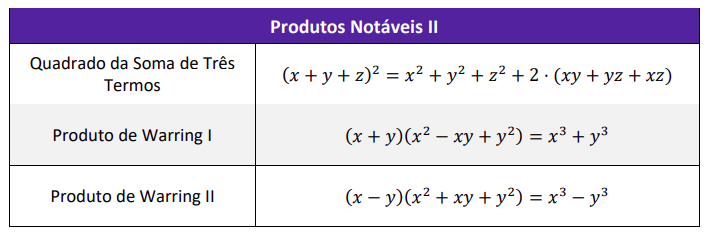 Produtos Notáveis II
Quadrado da Soma de Três
Termos
(x + y + z)² = x² + y² + z² + 2 · (xy + yz + xz)
Produto de Warring I
(x + y)(x² − xy + y²) = x³ + y³
Produto de Warring II
(x − y)(x² + xy + y²) = x³ − y³